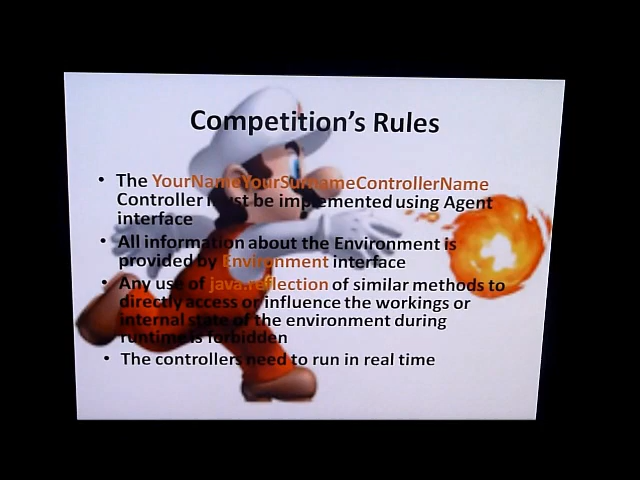 Competition's Rules
• The YourNameYourSurnameControllerName
Controller must be implemented using Agent
interface
• All information about the Environment is
provided by Environment interface
• Any use of java.reflection of similar methods to
directly access or influence the workings or
internal state of the environment during
runtime is forbidden
• The controllers need to run in real time